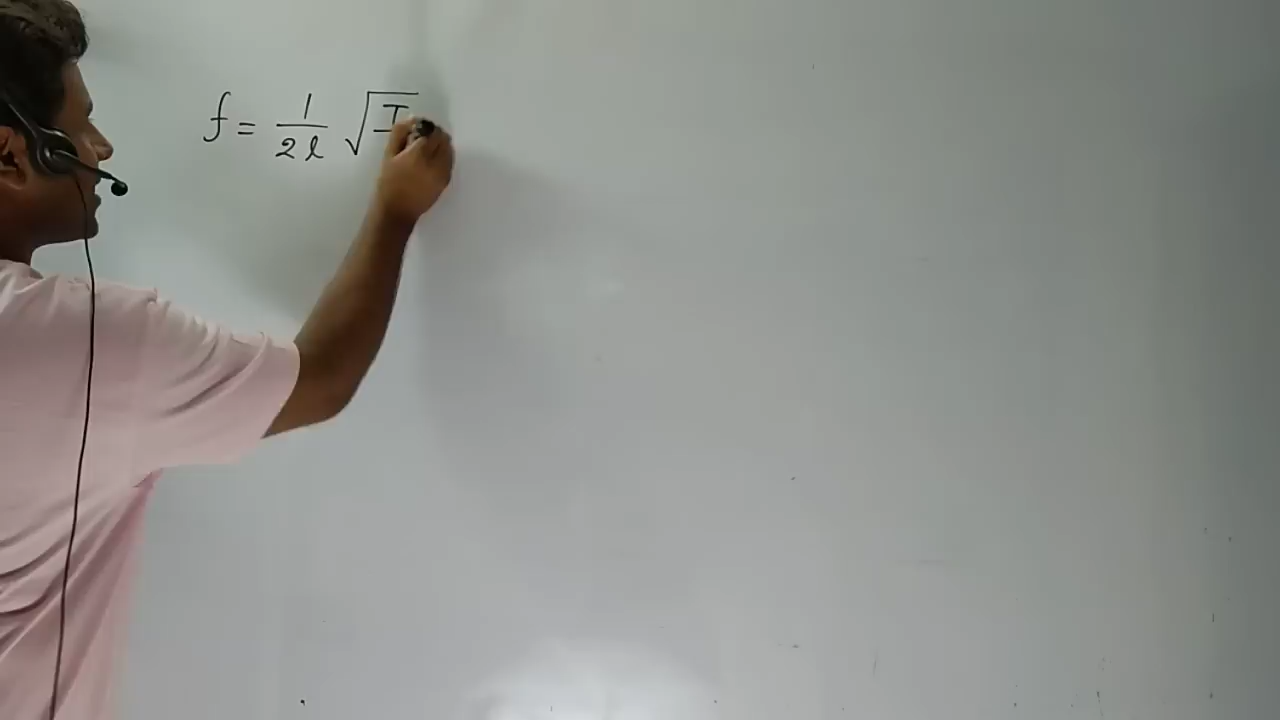 f = 1/2l √T